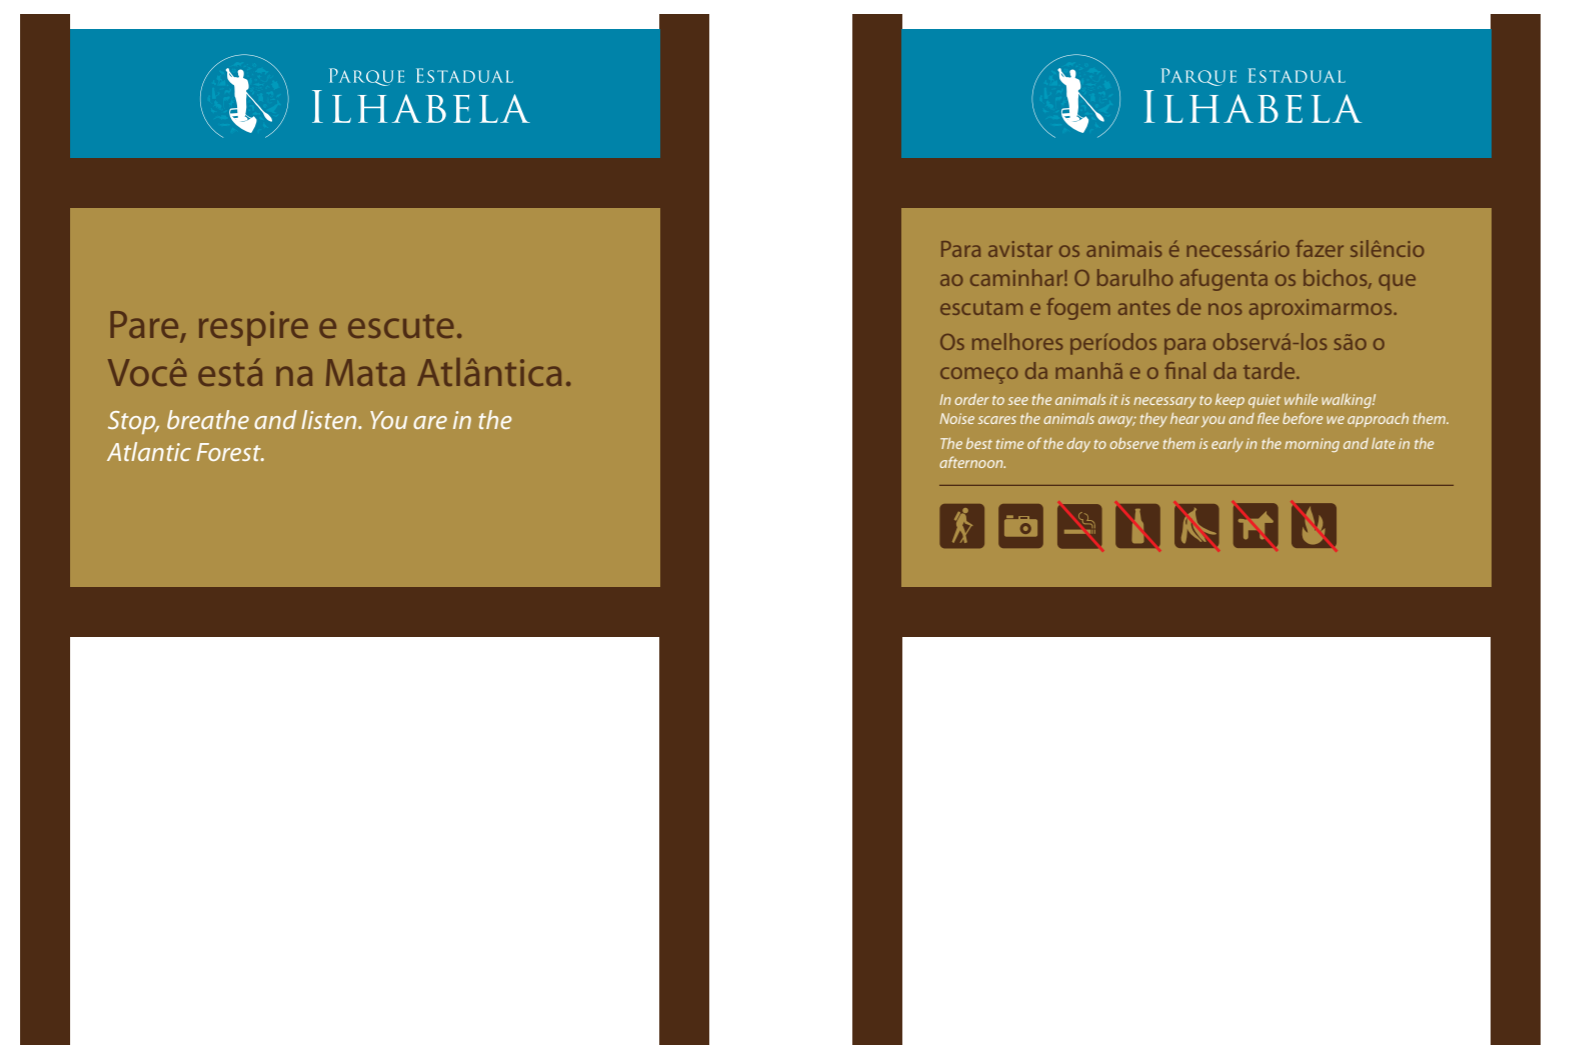 PARQUE ESTADUAL
ILHABELA
Pare, respire e escute.
Você está na Mata Atlântica.
Stop, breathe and listen. You are in the
Atlantic Forest.
PARQUE ESTADUAL
ILHABELA
Para avistar os animais é necessário fazer silêncio
ao caminhar! O barulho afugenta os bichos, que
escutam e fogem antes de nos aproximarmos.
Os melhores períodos para observá-los são o
começo da manhã e o final da tarde.
In order to see the animals it is necessary to keep quiet while walking!
Noise scares the animals away; they hear you and flee before we approach them.
The best time of the day to observe them is early in the morning and late in the
afternoon.